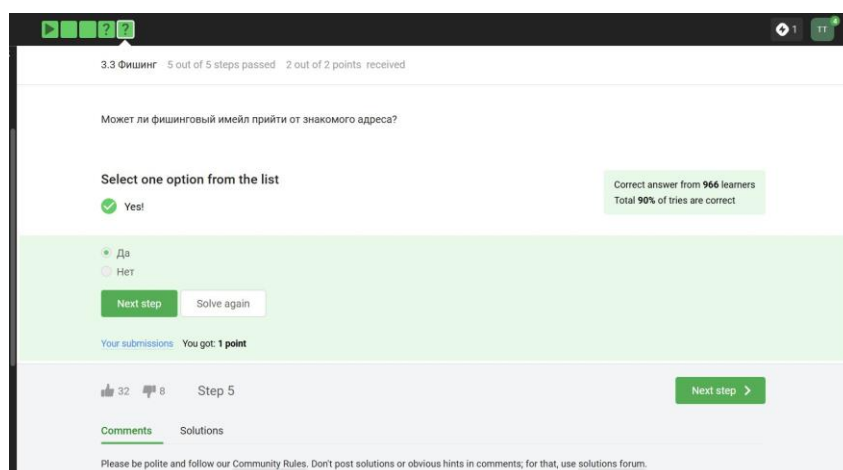 ? ?
1 TT 4
3.3 Фишинг 5 out of 5 steps passed 2 out of 2 points received
Может ли фишинговый имейл прийти от знакомого адреса?
Select one option from the list
Correct answer from 966 learners
Total 90% of tries are correct
Yes!
Да
Нет
Next step Solve again
Your submissions You got: 1 point
32 8 Step 5 Next step
Comments Solutions
Please be polite and follow our Community Rules. Don't post solutions or obvious hints in comments; for that, use solutions forum.